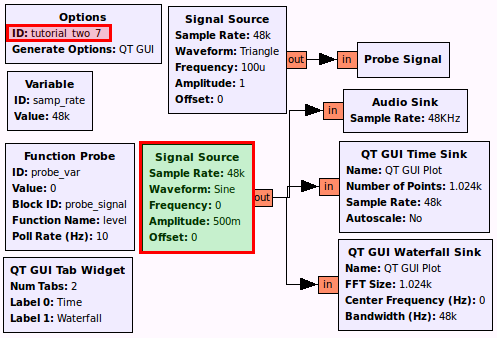 Options
ID: tutorial_two_7
Generate Options: QT GUI
Variable
ID: samp_rate
Value: 48k
Function Probe
ID: probe_var
Value: 0
Block ID: probe_signal
Function Name: level
Poll Rate (Hz): 10
QT GUI Tab Widget
Num Tabs: 2
Label 0: Time
Label 1: Waterfall
Signal Source
Sample Rate: 48k
Waveform: Triangle
Frequency: 100u
Amplitude: 1
Offset: 0
out
in
Probe Signal
Signal Source
Sample Rate: 48k
Waveform: Sine
Frequency: 0
Amplitude: 500m
Offset: 0
out
in
Audio Sink
Sample Rate: 48KHz
in
QT GUI Time Sink
Name: QT GUI Plot
Number of Points: 1.024k
Sample Rate: 48k
Autoscale: No
in
QT GUI Waterfall Sink
Name: QT GUI Plot
FFT Size: 1.024k
Center Frequency (Hz): 0
Bandwidth (Hz): 48k